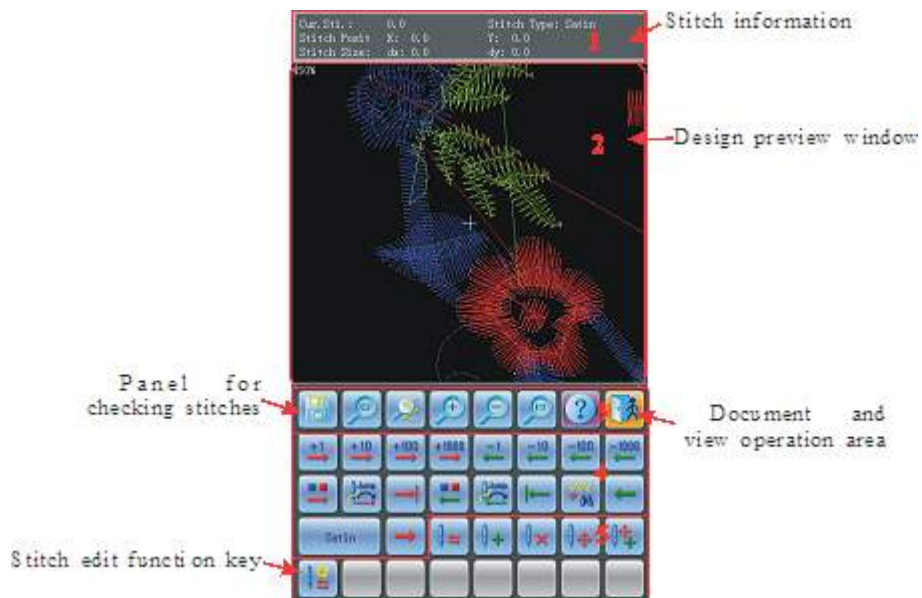 Cur.Sti.: 0.0 Stitch Type: Satin
Stitch Posit X: 0.0 Y: 0.0
Stitch Size: dx: 0.0 dy: 0.0
1
Stitch information
2
Design preview window
Panel for
checking stitches
?
Document and
view operation area
+1 +10 +100 +1000 -1 -10 -100 -1000
Jump Jump
Satin
Stitch edit function key